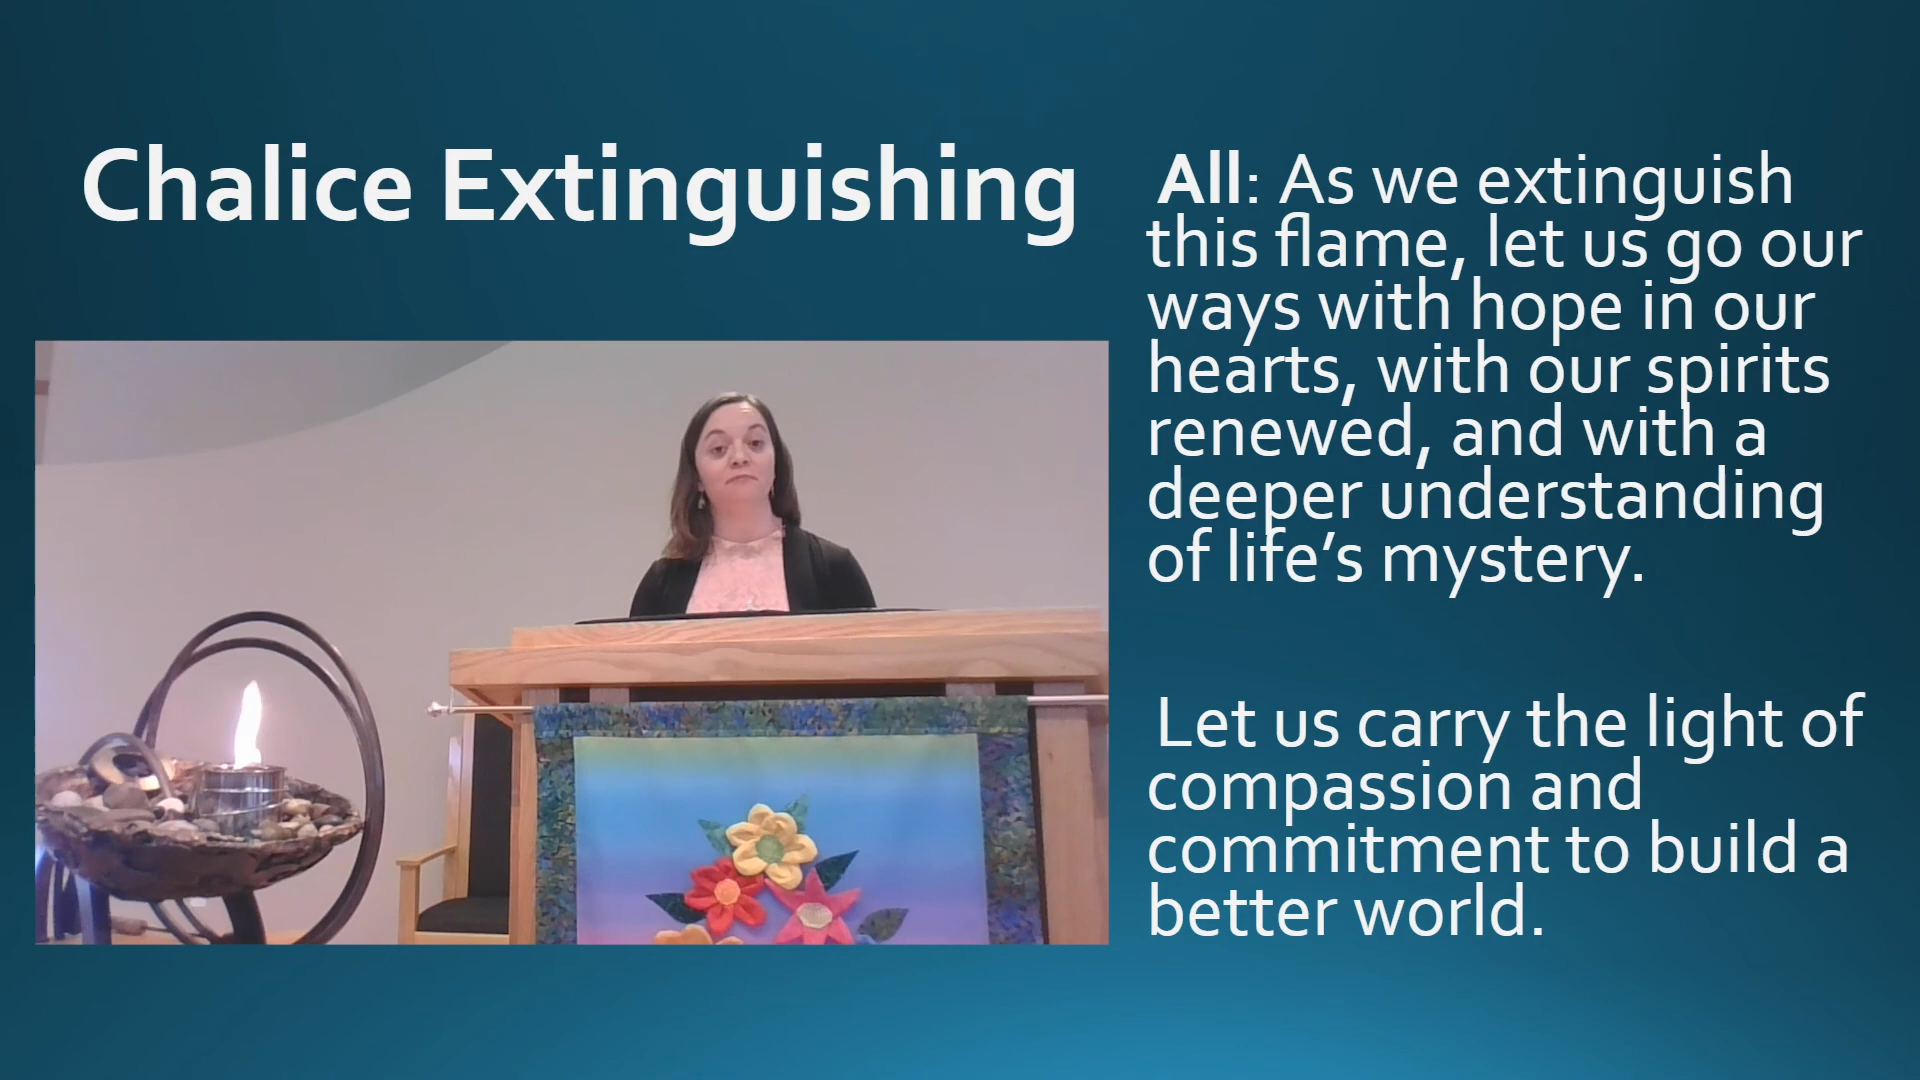 Chalice Extinguishing
All: As we extinguish
this flame, let us go our
ways with hope in our
hearts, with our spirits
renewed, and with a
deeper understanding
of life’s mystery.
Let us carry the light of
compassion and
commitment to build a
better world.